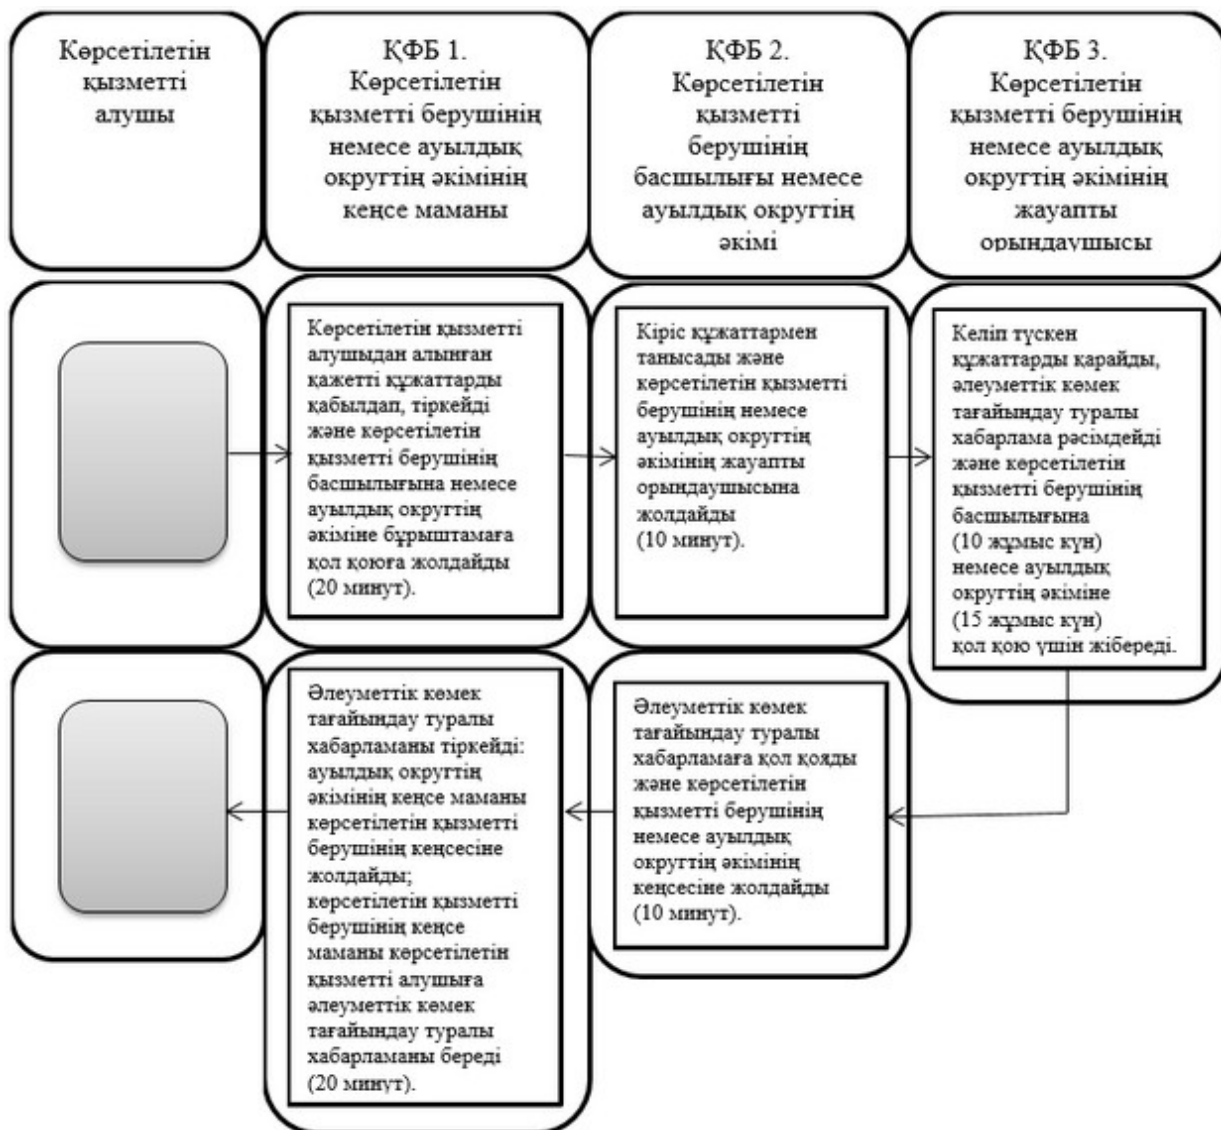 Көрсетілетін
қызметті
алушы
ҚФБ 1.
Көрсетілетін
қызметті берушінің
немесе ауылдық
округтің әкімінің
кеңсе маманы
ҚФБ 2.
Көрсетілетін
қызметті
берушінің
басшылығы немесе
ауылдық округтің
әкімі
ҚФБ 3.
Көрсетілетін
қызметті берушінің
немесе ауылдық
округтің әкімінің
жауапты
орындаушысы
Көрсетілетін қызметті
алушыдан алынған
қажетті құжаттарды
қабылдап, тіркейді
және көрсетілетін
қызметті берушінің
басшылығына немесе
ауылдық округтің
әкіміне бұрыштамаға
қол қоюға жолдайды
(20 минут).
Кіріс құжаттармен
танысады және
көрсетілетін қызметті
берушінің немесе
ауылдық округтің
әкімінің жауапты
орындаушысына
жолдайды
(10 минут).
Келіп түскен
құжаттарды қарайды,
әлеуметтік көмек
тағайындау туралы
хабарлама рәсімдейді
және көрсетілетін
қызметті берушінің
басшылығына
(10 жұмыс күн)
немесе ауылдық
округтің әкіміне
(15 жұмыс күн)
қол қою үшін жібереді.
Әлеуметтік көмек
тағайындау туралы
хабарламаны тіркейді:
ауылдық округтің
әкімінің кеңсе маманы
көрсетілетін қызметті
берушінің кеңсесіне
жолдайды;
көрсетілетін қызметті
берушінің кеңсе
маманы көрсетілетін
қызметті алушыға
әлеуметтік көмек
тағайындау туралы
хабарламаны береді
(20 минут).
Әлеуметтік көмек
тағайындау туралы
хабарламаға қол қояды
және көрсетілетін
қызметті берушінің
немесе ауылдық
округтің әкімінің
кеңсесіне жолдайды
(10 минут).